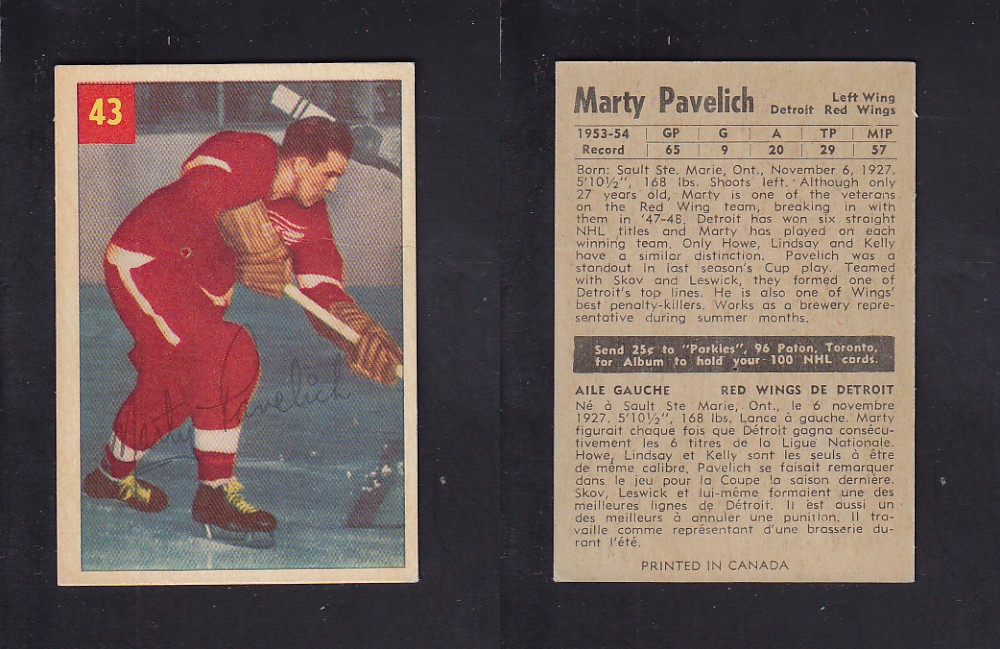 43
Marty Pavelich
Marty Pavelich
Left Wing
Detroit Red Wings
1953-54 GP G A TP MIP
Record 65 9 20 29 57
Born: Sault Ste. Marie, Ont., November 6, 1927.
5'10½", 168 lbs. Shoots left. Although only
27 years old, Marty is one of the veterans
on the Red Wing team, breaking in with
them in '47-48. Detroit has won six straight
NHL titles and Marty has played on each
winning team. Only Howe, Lindsay and Kelly
have a similar distinction. Pavelich was a
standout in last season's Cup play. Teamed
with Skov and Leswick, they formed one of
Detroit's top lines. He is also one of Wings'
best penalty-killers. Works as a brewery repre-
sentative during summer months.
Send 25¢ to "Parkies", 96 Paton, Toronto,
for Album to hold your 100 NHL cards.
AILE GAUCHE RED WINGS DE DETROIT
Né à Sault Ste Marie, Ont., le 6 novembre
1927. 5'10½", 168 lbs, Lance à gauche. Marty
figurait chaque fois que Détroit gagna consécu-
tivement les 6 titres de la Ligue Nationale.
Howe, Lindsay et Kelly sont les seuls à être
de même calibre. Pavelich se faisait remarquer
dans le jeu pour la Coupe la saison dernière.
Skov, Leswick et lui-même formaient une des
meilleures lignes de Détroit. Il est aussi un
des meilleurs à annuler une punition. Il tra-
vaille comme représentant d'une brasserie du-
rant l'été.
PRINTED IN CANADA